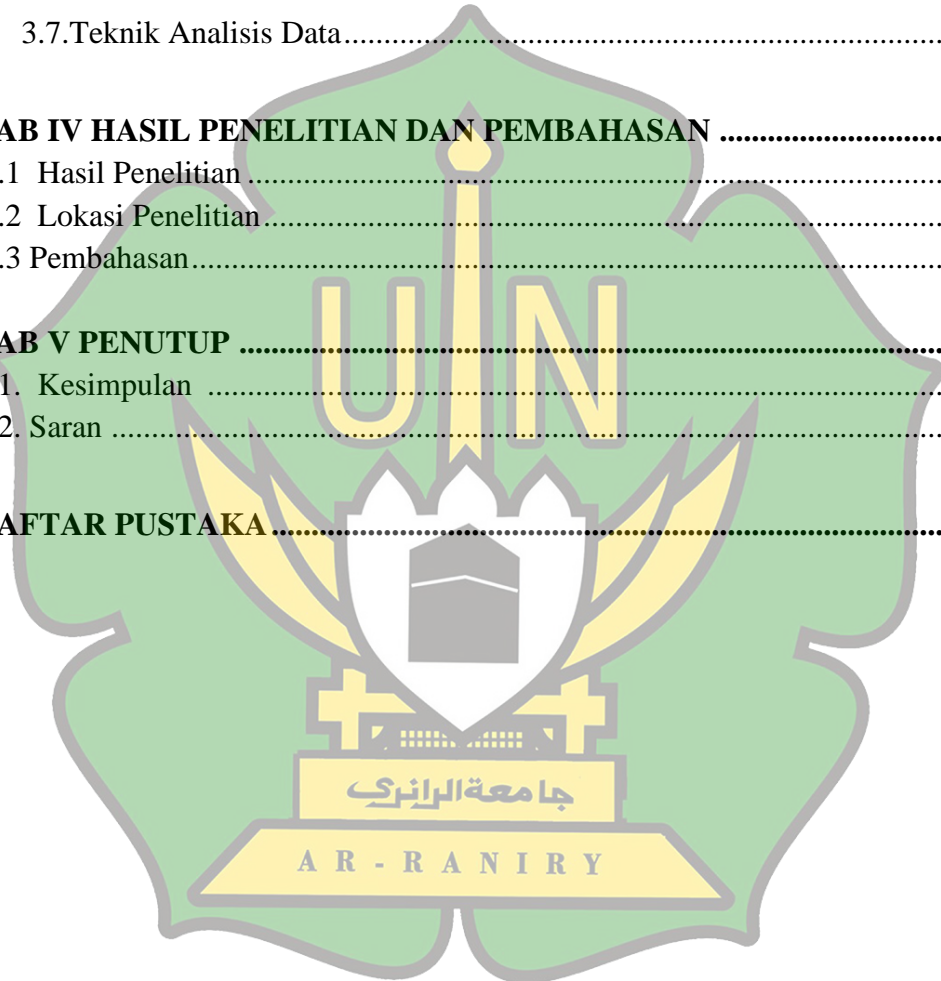 3.7.Teknik Analisis Data....................................................................................
AB IV HASIL PENELITIAN DAN PEMBAHASAN .............................
.1 Hasil Penelitian...........................................................................................
.2 Lokasi Penelitian.........................................................................................
.3 Pembahasan.................................................................................................
AB V PENUTUP .........................................................................................
1. Kesimpulan ................................................................................................
2. Saran ..........................................................................................................
AFTAR PUSTAKA.....................................................................................
UIN
جامعةالرانري
AR-RANIRY